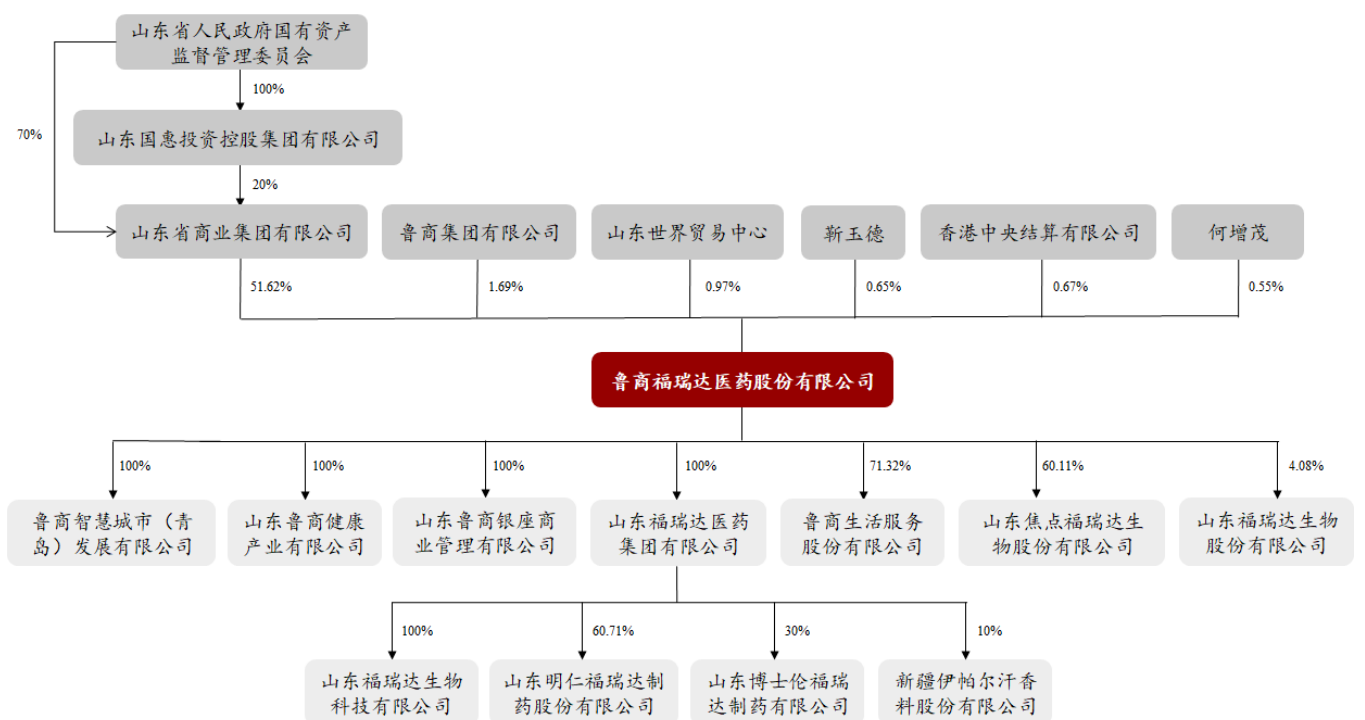 山东省人民政府国有资产
监督管理委员会
100%
70%
山东国惠投资控股集团有限公司
20%
山东省商业集团有限公司
鲁商集团有限公司
山东世界贸易中心
靳玉德
香港中央结算有限公司
何增茂
51.62%
1.69%
0.97%
0.65%
0.67%
0.55%
鲁商福瑞达医药股份有限公司
100%
100%
100%
100%
71.32%
60.11%
4.08%
鲁商智慧城市（青
岛）发展有限公司
山东鲁商健康
产业有限公司
山东鲁商银座商
业管理有限公司
山东福瑞达医药
集团有限公司
鲁商生活服务
股份有限公司
山东焦点福瑞达生
物股份有限公司
山东福瑞达生物
股份有限公司
100%
60.71%
30%
10%
山东福瑞达生物
科技有限公司
山东明仁福瑞达制
药股份有限公司
山东博士伦福瑞
达制药有限公司
新疆伊帕尔汗香
料股份有限公司